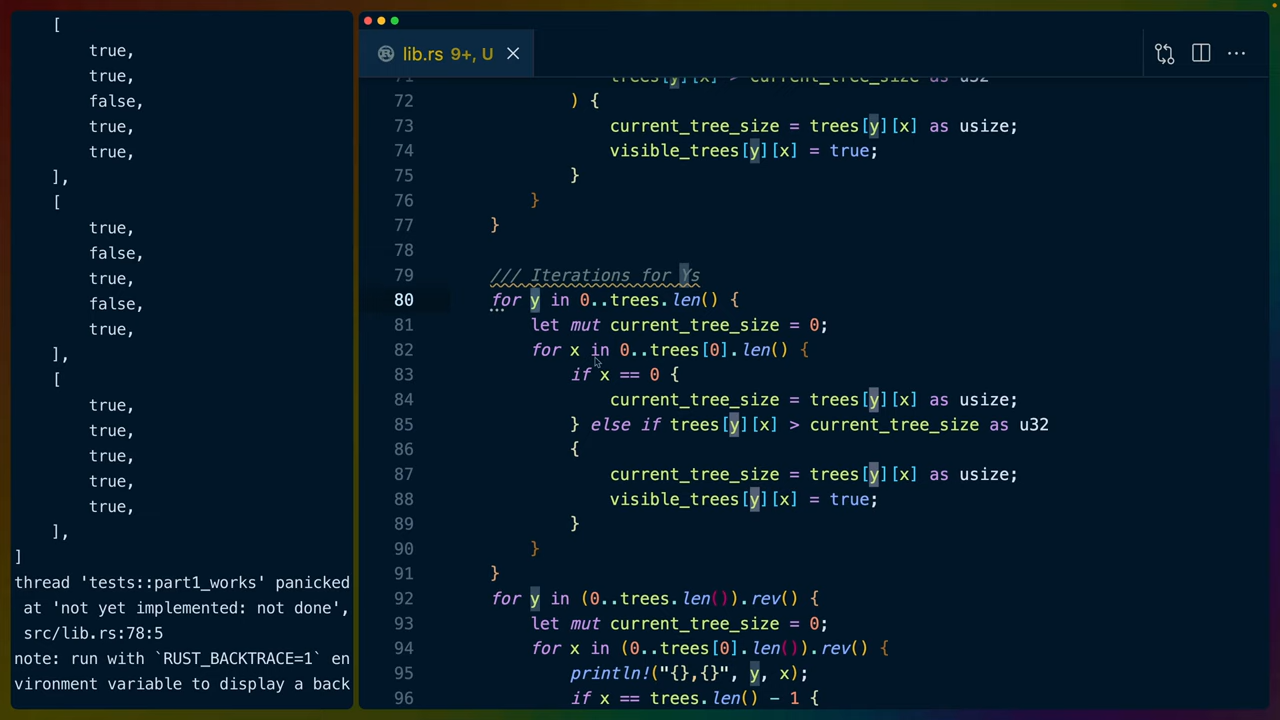 [
true,
true,
false,
true,
true,
],
[
true,
false,
true,
false,
true,
],
[
true,
true,
true,
true,
true,
],
]
thread 'tests::part1_works' panicked
at 'not yet implemented: not done',
src/lib.rs:78:5
note: run with `RUST_BACKTRACE=1` en
vironment variable to display a back
lib.rs 9+, U
71 trees[y][x] > current_tree_size as u32
72 ) {
73 current_tree_size = trees[y][x] as usize;
74 visible_trees[y][x] = true;
75 }
76 }
77 }
78
79 /// Iterations for Ys
80 for y in 0..trees.len() {
81 let mut current_tree_size = 0;
82 for x in 0..trees[0].len() {
83 if x == 0 {
84 current_tree_size = trees[y][x] as usize;
85 } else if trees[y][x] > current_tree_size as u32
86 {
87 current_tree_size = trees[y][x] as usize;
88 visible_trees[y][x] = true;
89 }
90 }
91 }
92 for y in (0..trees.len()).rev() {
93 let mut current_tree_size = 0;
94 for x in (0..trees[0].len()).rev() {
95 println!("{},{}", y, x);
96 if x == trees.len() - 1 {